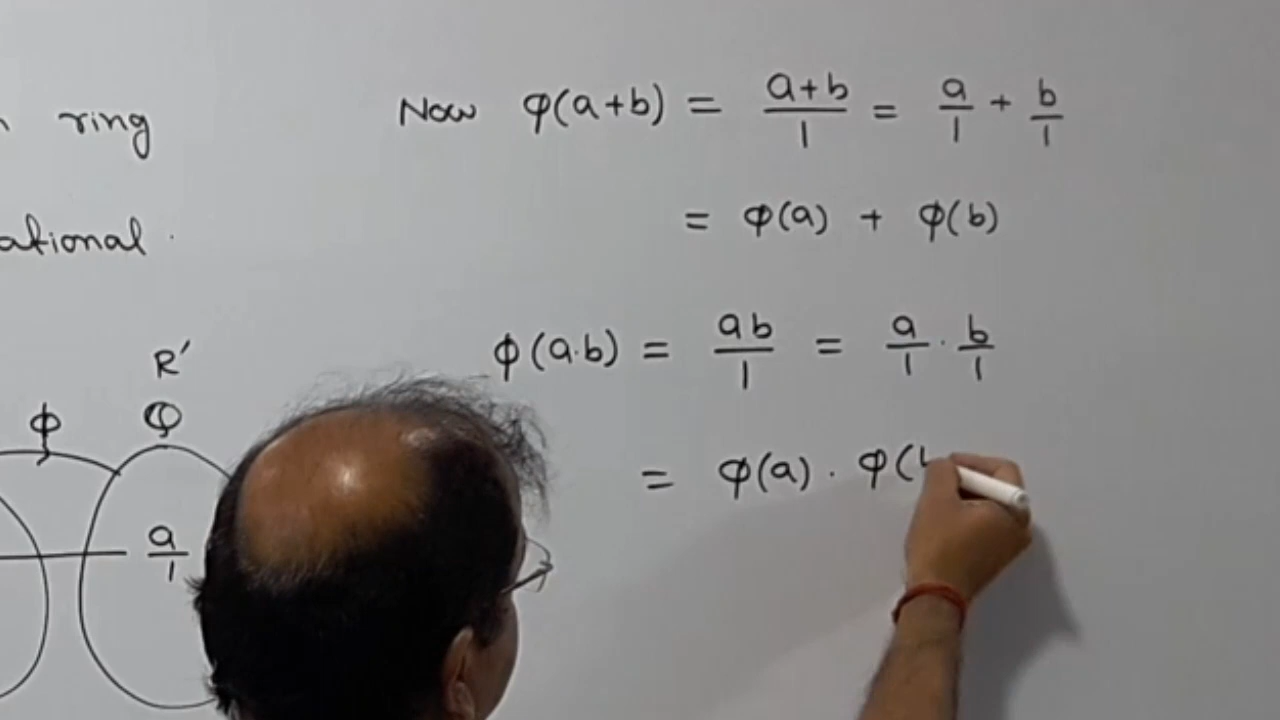 ring
ational.
R'
ϕ Q
a/1
Now φ(a+b) = a+b/1 = a/1 + b/1
= φ(a) + φ(b)
ϕ(a·b) = ab/1 = a/1 · b/1
= φ(a) · φ(